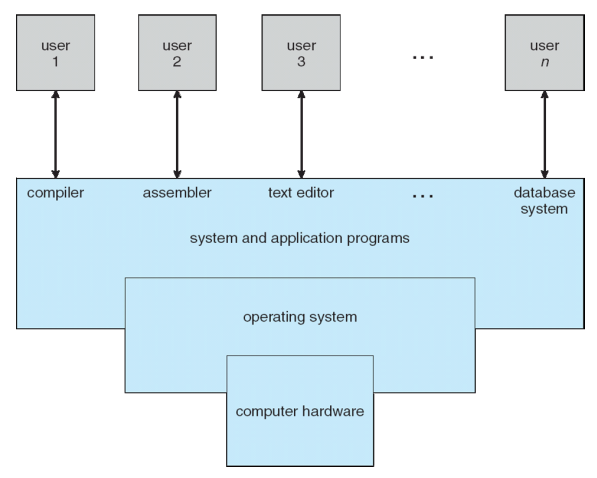 user
1
user
2
user
3
...
user
n
compiler
assembler
text editor
...
database
system
system and application programs
operating system
computer hardware